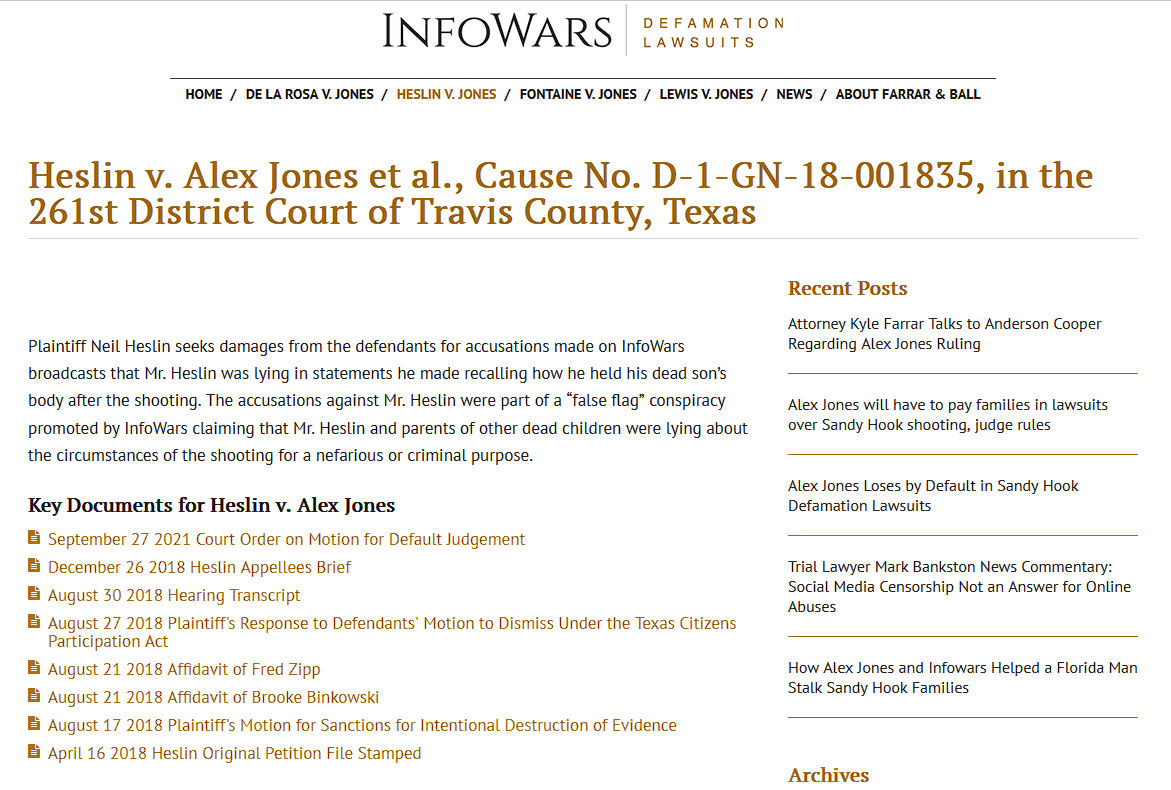 INFOWARS
DEFAMATION
LAWSUITS
HOME / DE LA ROSA V. JONES / HESLIN V. JONES / FONTAINE V. JONES / LEWIS V. JONES / NEWS / ABOUT FARRAR & BALL
Heslin v. Alex Jones et al., Cause No. D-1-GN-18-001835, in the
261st District Court of Travis County, Texas
Plaintiff Neil Heslin seeks damages from the defendants for accusations made on InfoWars
broadcasts that Mr. Heslin was lying in statements he made recalling how he held his dead son’s
body after the shooting. The accusations against Mr. Heslin were part of a “false flag” conspiracy
promoted by InfoWars claiming that Mr. Heslin and parents of other dead children were lying about
the circumstances of the shooting for a nefarious or criminal purpose.
Key Documents for Heslin v. Alex Jones
September 27 2021 Court Order on Motion for Default Judgement
December 26 2018 Heslin Appellees Brief
August 30 2018 Hearing Transcript
August 27 2018 Plaintiff's Response to Defendants' Motion to Dismiss Under the Texas Citizens
Participation Act
August 21 2018 Affidavit of Fred Zipp
August 21 2018 Affidavit of Brooke Binkowski
August 17 2018 Plaintiff's Motion for Sanctions for Intentional Destruction of Evidence
April 16 2018 Heslin Original Petition File Stamped
Recent Posts
Attorney Kyle Farrar Talks to Anderson Cooper
Regarding Alex Jones Ruling
Alex Jones will have to pay families in lawsuits
over Sandy Hook shooting, judge rules
Alex Jones Loses by Default in Sandy Hook
Defamation Lawsuits
Trial Lawyer Mark Bankston News Commentary:
Social Media Censorship Not an Answer for Online
Abuses
How Alex Jones and Infowars Helped a Florida Man
Stalk Sandy Hook Families
Archives